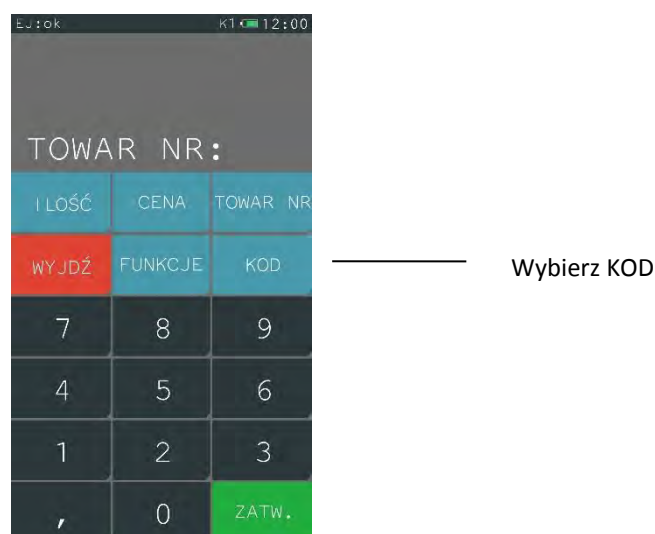 EJ:ok K1 12:00
TOWAR NR:
ILOŚĆ CENA TOWAR NR
WYJDŹ FUNKCJE KOD Wybierz KOD
7 8 9
4 5 6
1 2 3
, 0 ZATW.